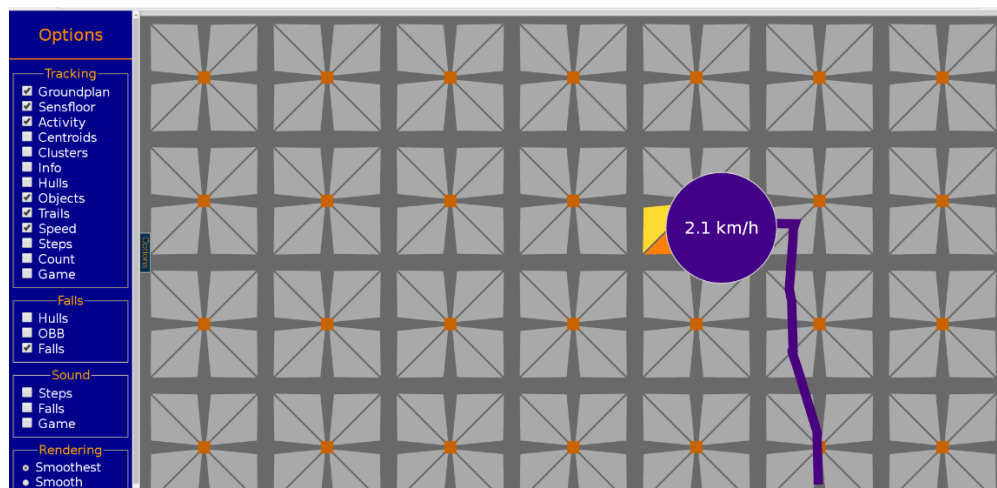 Options
Tracking
Groundplan
Sensfloor
Activity
Centroids
Clusters
Info
Hulls
Objects
Trails
Speed
Steps
Count
Game
Falls
Hulls
OBB
Falls
Sound
Steps
Falls
Game
Rendering
Smoothest
Smooth
Options
2.1 km/h